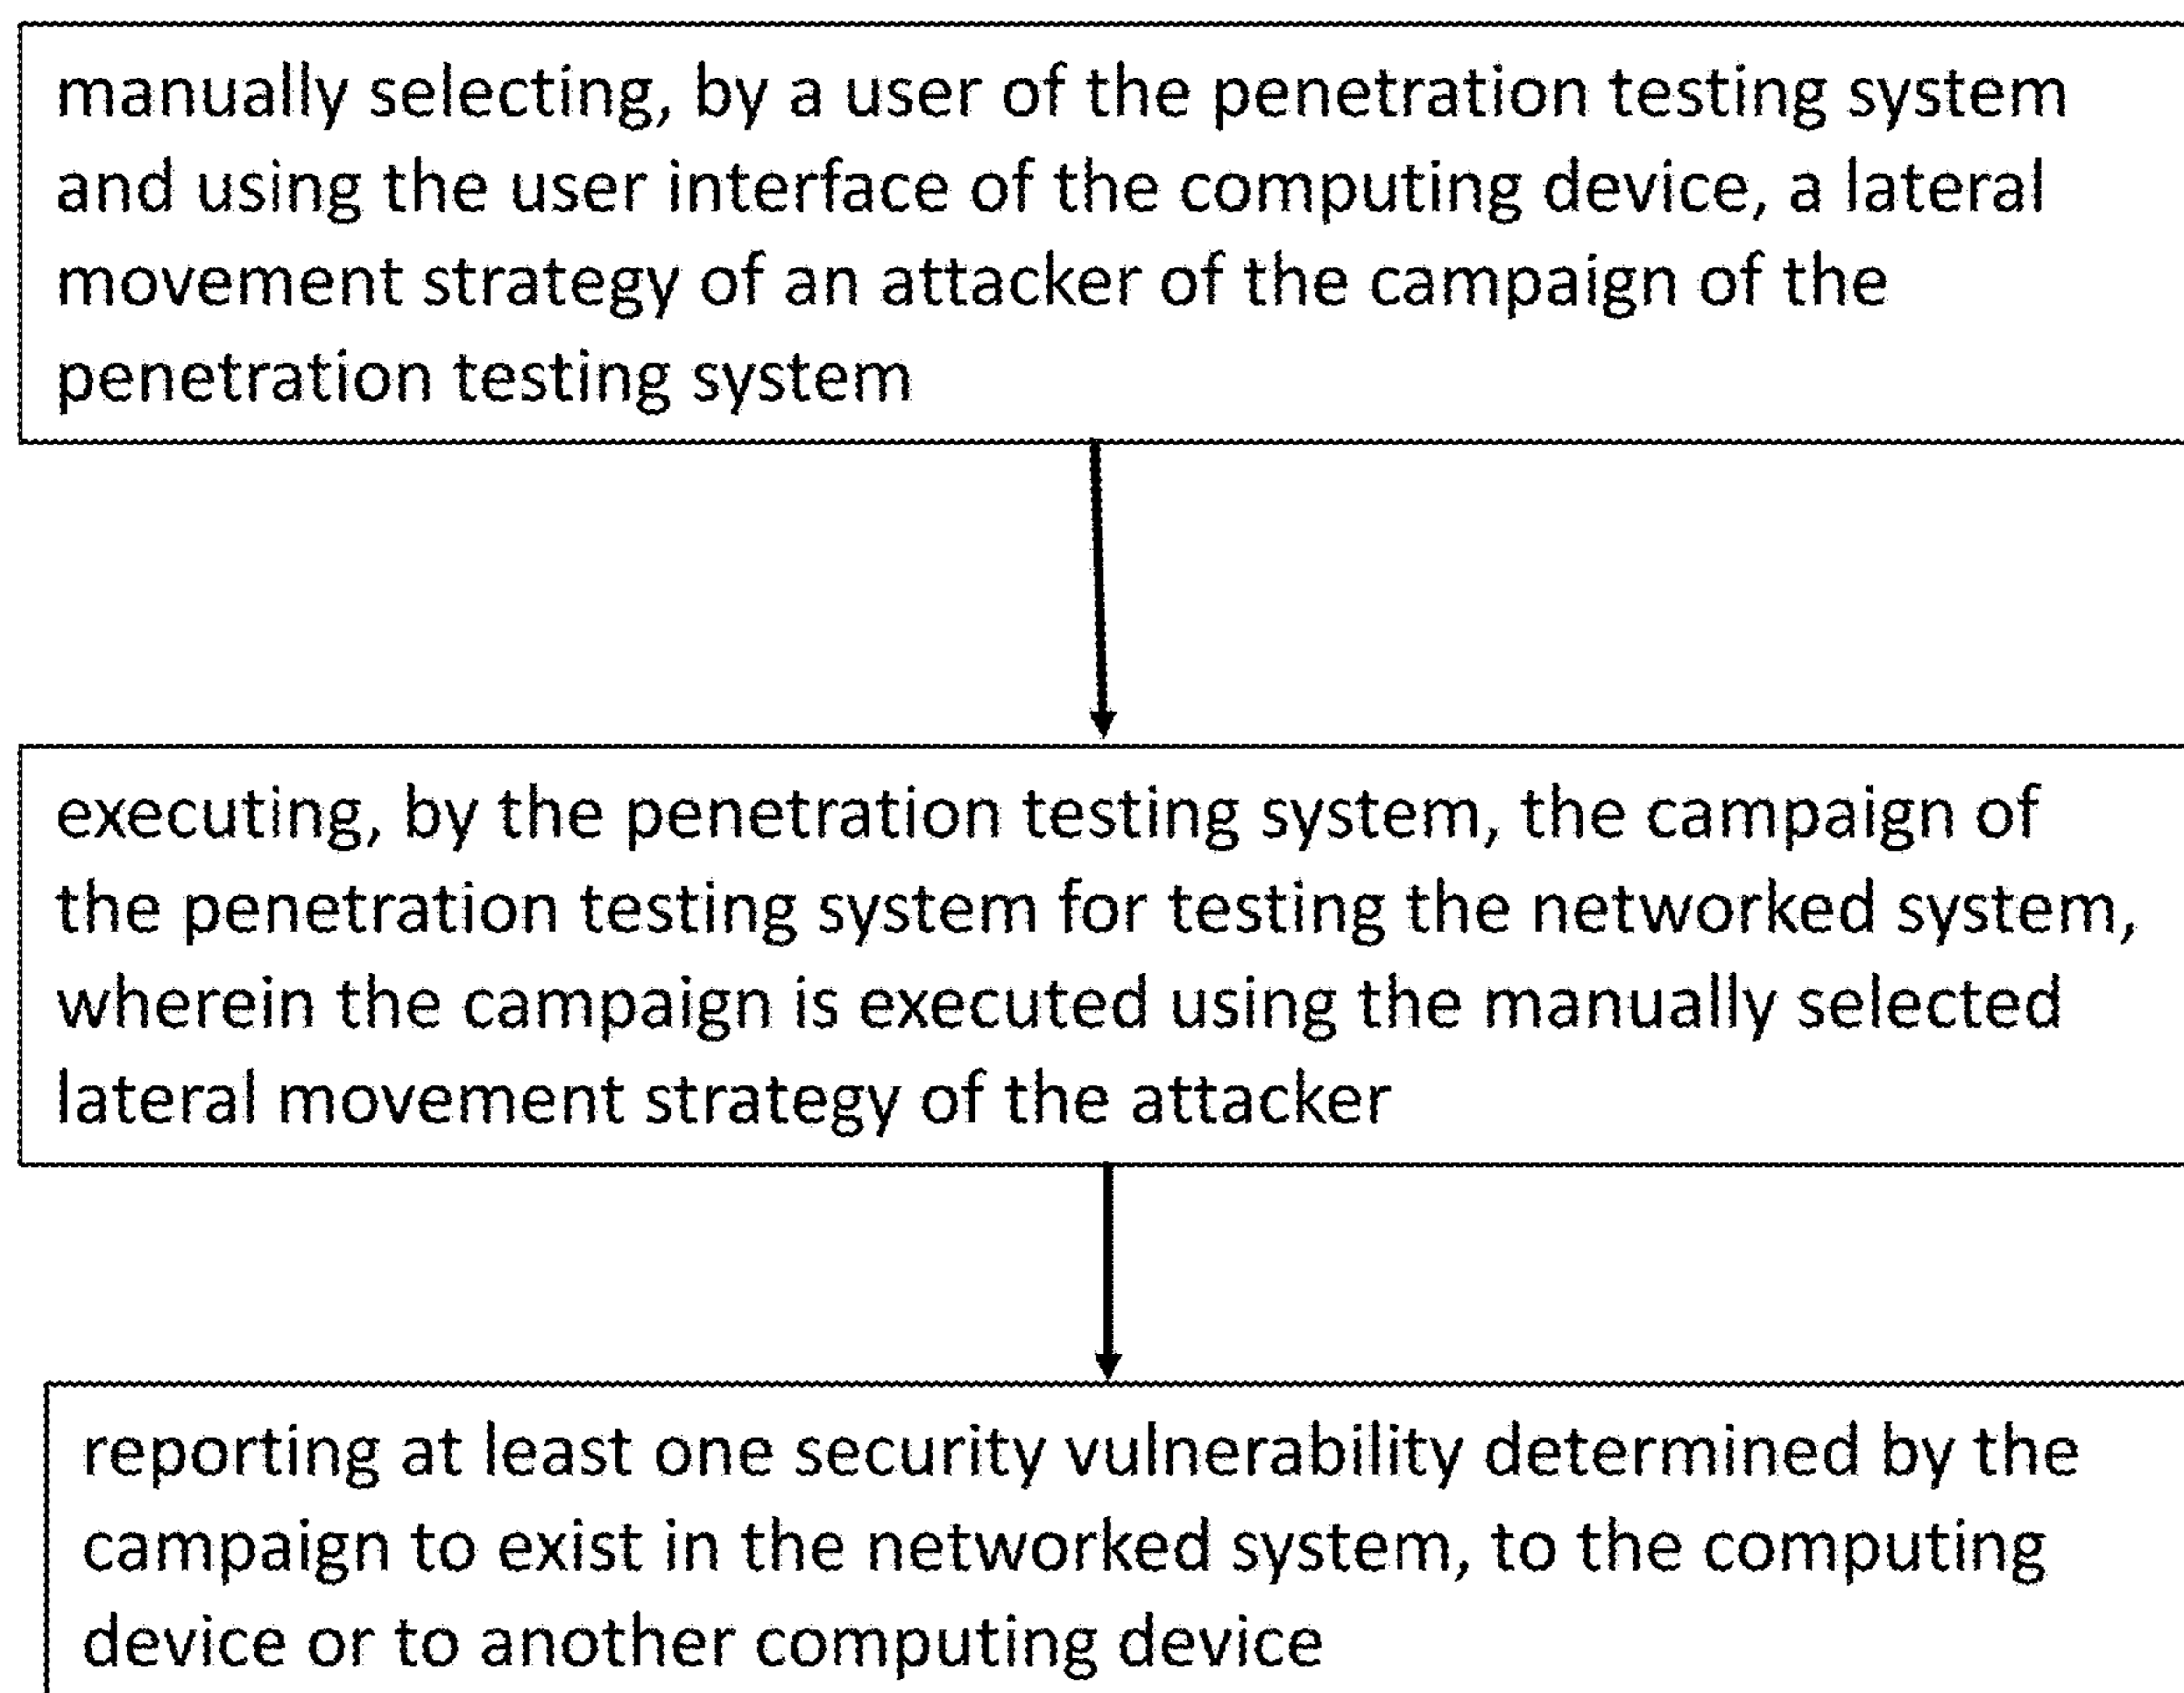 manually selecting, by a user of the penetration testing system
and using the user interface of the computing device, a lateral
movement strategy of an attacker of the campaign of the
penetration testing system
executing, by the penetration testing system, the campaign of
the penetration testing system for testing the networked system,
wherein the campaign is executed using the manually selected
lateral movement strategy of the attacker
reporting at least one security vulnerability determined by the
campaign to exist in the networked system, to the computing
device or to another computing device